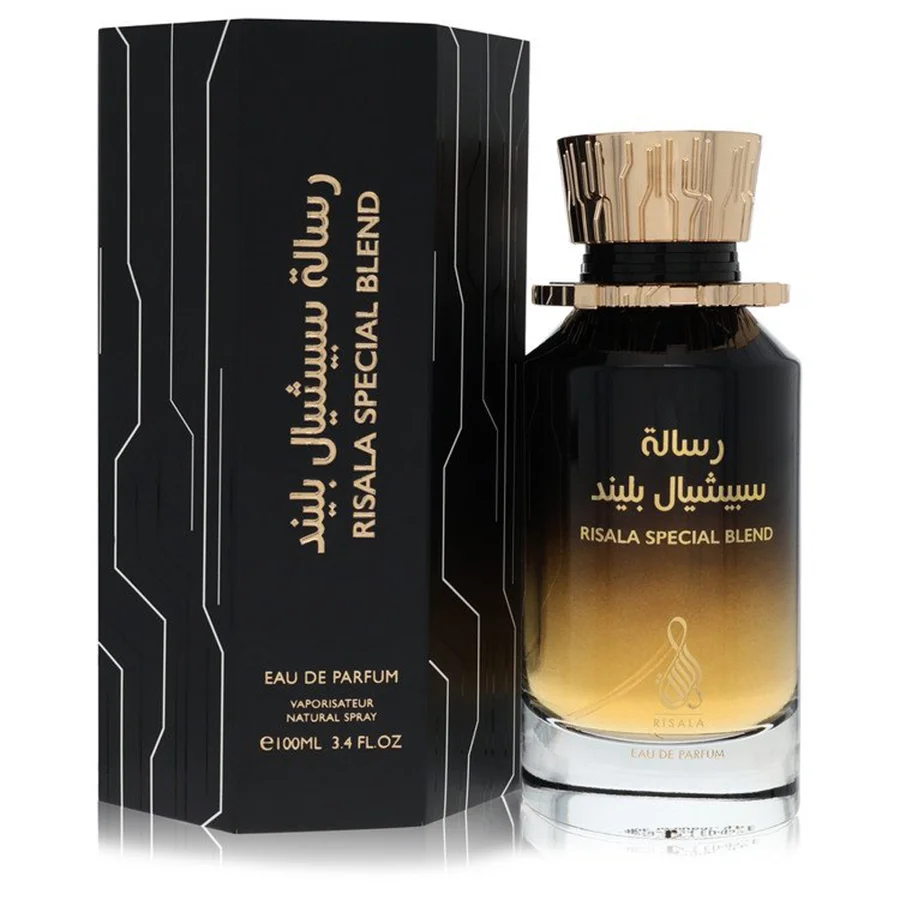 رسالة سبيشيال بليند
RISALA SPECIAL BLEND
EAU DE PARFUM
VAPORISATEUR
NATURAL SPRAY
℮100ML 3.4 FL.OZ
رسالة
سبيشيال بليند
RISALA SPECIAL BLEND
RISALA
EAU DE PARFUM